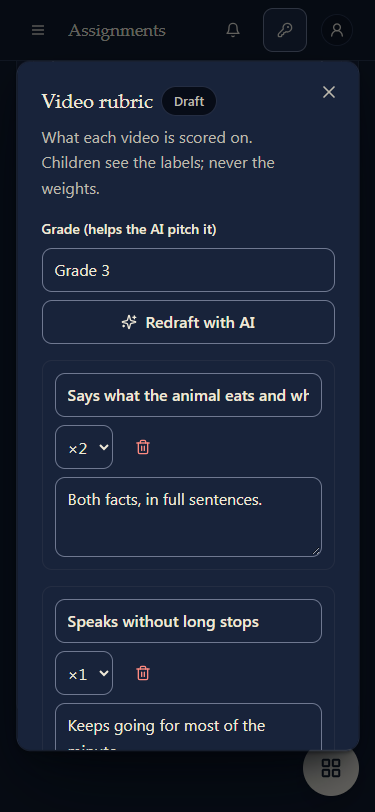 Assignments
Video rubric
Draft
What each video is scored on.
Children see the labels; never the
weights.
Grade (helps the AI pitch it)
Grade 3
Redraft with AI
Says what the animal eats and wh
×2
Both facts, in full sentences.
Speaks without long stops
×1
Keeps going for most of the
minute